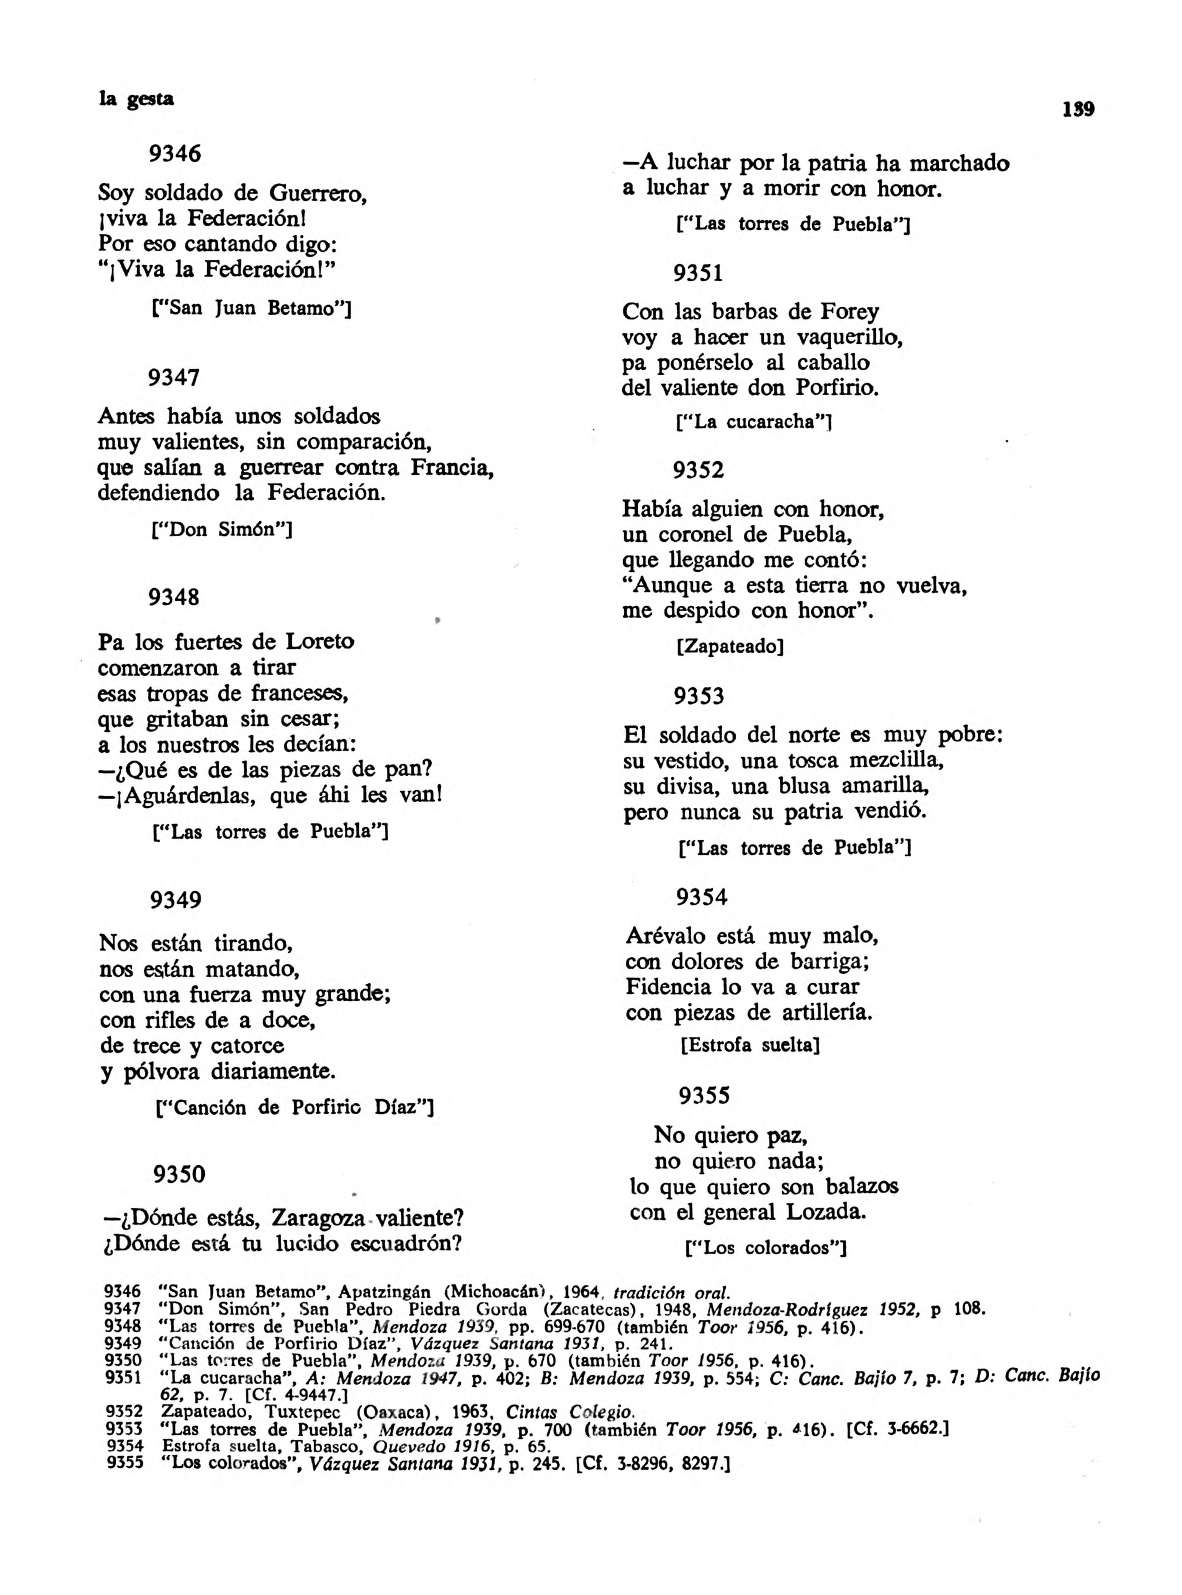 la gesta
139
9346
Soy soldado de Guerrero,
¡viva la Federación!
Por eso cantando digo:
“¡Viva la Federación!”
[“San Juan Betamo”]
9347
Antes había unos soldados
muy valientes, sin comparación,
que salían a guerrear contra Francia,
defendiendo la Federación.
[“Don Simón”]
9348
Pa los fuertes de Loreto
comenzaron a tirar
esas tropas de franceses,
que gritaban sin cesar;
a los nuestros les decían:
—¿Qué es de las piezas de pan?
—¡Aguárdenlas, que áhi les van!
[“Las torres de Puebla”]
9349
Nos están tirando,
nos están matando,
con una fuerza muy grande;
con rifles de a doce,
de trece y catorce
y pólvora diariamente.
[“Canción de Porfirio Díaz”]
9350
—¿Dónde estás, Zaragoza valiente?
¿Dónde está tu lucido escuadrón?
—A luchar por la patria ha marchado
a luchar y a morir con honor.
[“Las torres de Puebla”]
9351
Con las barbas de Forey
voy a hacer un vaquerillo,
pa ponérselo al caballo
del valiente don Porfirio.
[“La cucaracha”]
9352
Había alguien con honor,
un coronel de Puebla,
que llegando me contó:
“Aunque a esta tierra no vuelva,
me despido con honor”.
[Zapateado]
9353
El soldado del norte es muy pobre:
su vestido, una tosca mezclilla,
su divisa, una blusa amarilla,
pero nunca su patria vendió.
[“Las torres de Puebla”]
9354
Arévalo está muy malo,
con dolores de barriga;
Fidencia lo va a curar
con piezas de artillería.
[Estrofa suelta]
9355
No quiero paz,
no quiero nada;
lo que quiero son balazos
con el general Lozada.
[“Los colorados”]
9346 “San Juan Betamo”, Apatzingán (Michoacán), 1964, tradición oral.
9347 “Don Simón”, San Pedro Piedra Gorda (Zacatecas), 1948, Mendoza-Rodríguez 1952, p 108.
9348 “Las torres de Puebla”, Mendoza 1939, pp. 699-670 (también Toor 1956, p. 416).
9349 “Canción de Porfirio Díaz”, Vázquez Santana 1931, p. 241.
9350 “Las torres de Puebla”, Mendoza 1939, p. 670 (también Toor 1956, p. 416).
9351 “La cucaracha”, A: Mendoza 1947, p. 402; B: Mendoza 1939, p. 554; C: Canc. Bajío 7, p. 7; D: Canc. Bajío
62, p. 7. [Cf. 4-9447.]
9352 Zapateado, Tuxtepec (Oaxaca), 1963, Cintas Colegio.
9353 “Las torres de Puebla”, Mendoza 1939, p. 700 (también Toor 1956, p. 416). [Cf. 3-6662.]
9354 Estrofa suelta, Tabasco, Quevedo 1916, p. 65.
9355 “Los colorados”, Vázquez Santana 1931, p. 245. [Cf. 3-8296, 8297.]